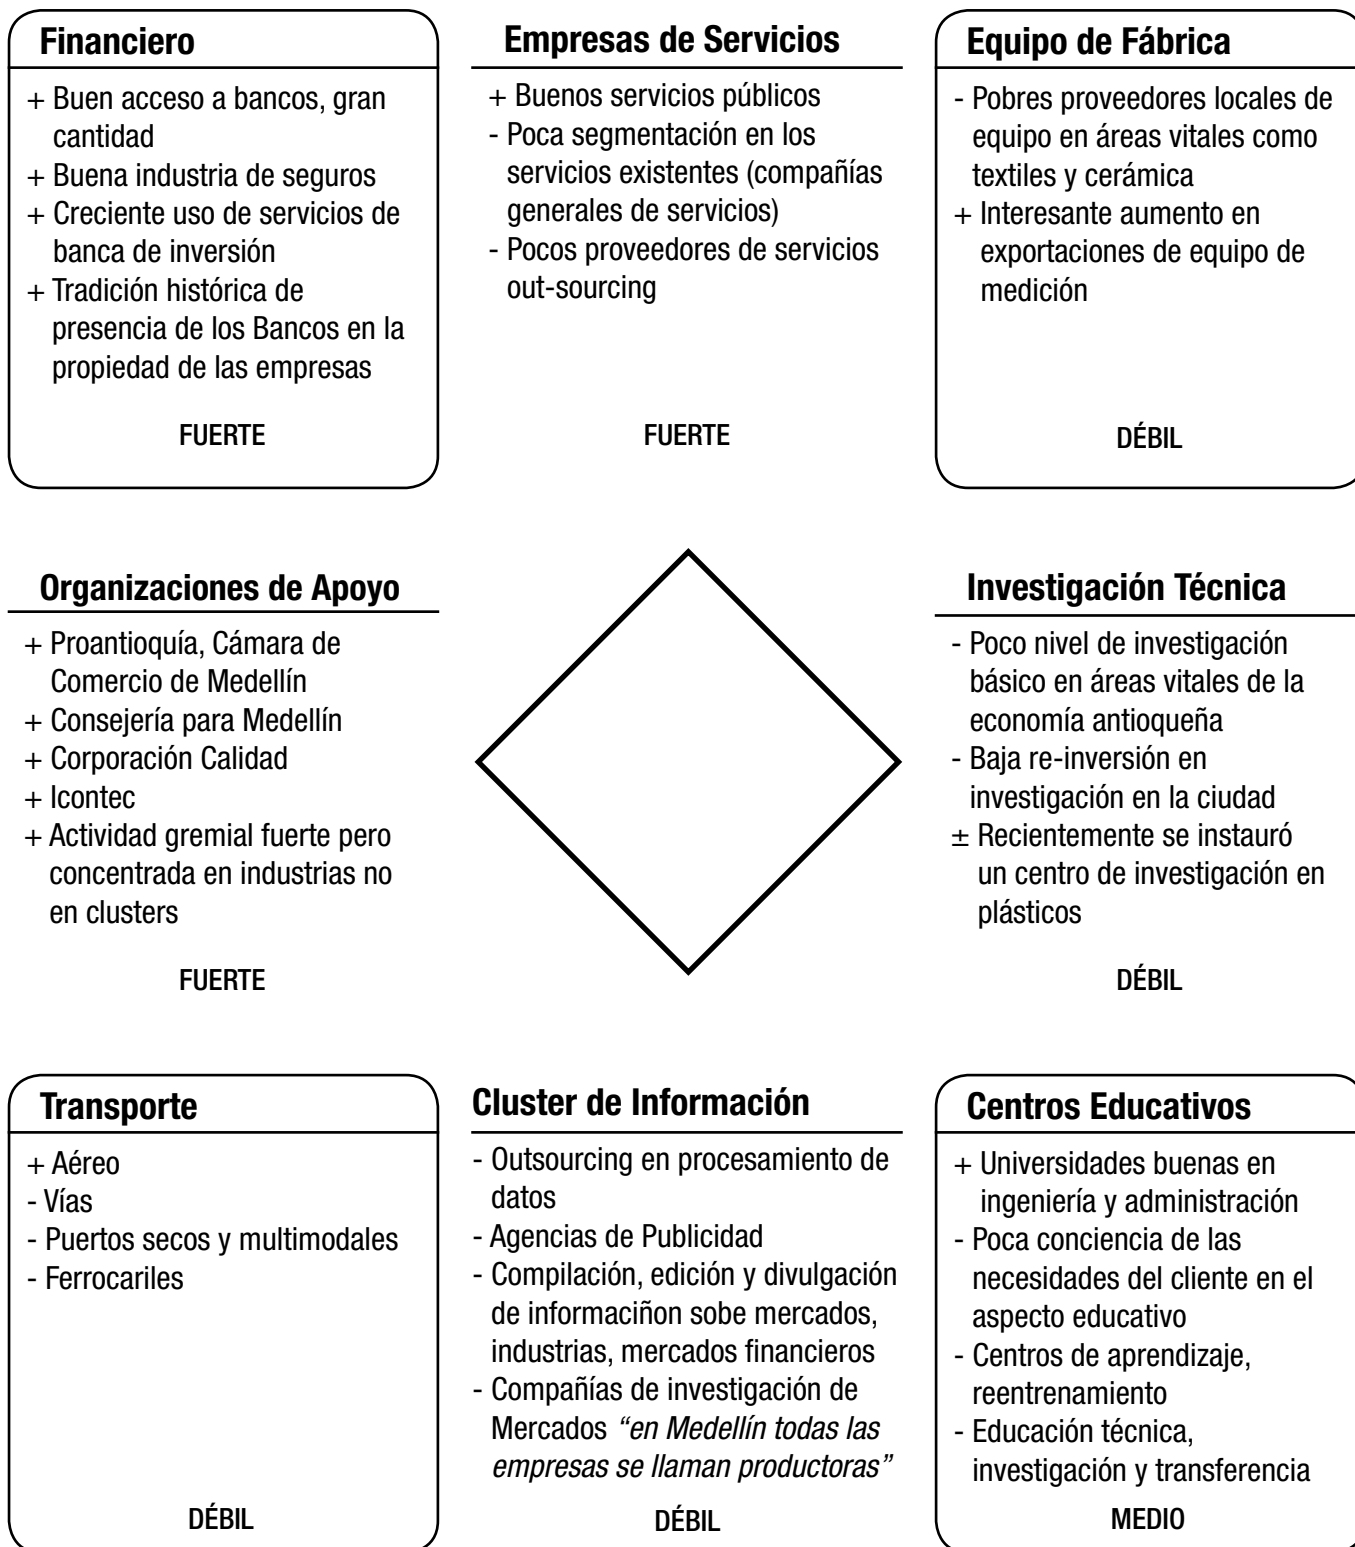 Financiero
+ Buen acceso a bancos, gran
cantidad
+ Buena industria de seguros
+ Creciente uso de servicios de
banca de inversión
+ Tradición histórica de
presencia de los Bancos en la
propiedad de las empresas
FUERTE
Empresas de Servicios
+ Buenos servicios públicos
- Poca segmentación en los
servicios existentes (compañías
generales de servicios)
- Pocos proveedores de servicios
out-sourcing
FUERTE
Equipo de Fábrica
- Pobres proveedores locales de
equipo en áreas vitales como
textiles y cerámica
+ Interesante aumento en
exportaciones de equipo de
medición
DÉBIL
Organizaciones de Apoyo
+ Proantioquía, Cámara de
Comercio de Medellín
+ Consejería para Medellín
+ Corporación Calidad
+ Icontec
+ Actividad gremial fuerte pero
concentrada en industrias no
en clusters
FUERTE
Investigación Técnica
- Poco nivel de investigación
básico en áreas vitales de la
economía antioqueña
- Baja re-inversión en
investigación en la ciudad
± Recientemente se instauró
un centro de investigación en
plásticos
DÉBIL
Transporte
+ Aéreo
- Vías
- Puertos secos y multimodales
- Ferrocariles
DÉBIL
Cluster de Información
- Outsourcing en procesamiento de
datos
- Agencias de Publicidad
- Compilación, edición y divulgación
de informaciñon sobe mercados,
industrias, mercados financieros
- Compañías de investigación de
Mercados “en Medellín todas las
empresas se llaman productoras”
DÉBIL
Centros Educativos
+ Universidades buenas en
ingeniería y administración
- Poca conciencia de las
necesidades del cliente en el
aspecto educativo
- Centros de aprendizaje,
reentrenamiento
- Educación técnica,
investigación y transferencia
MEDIO